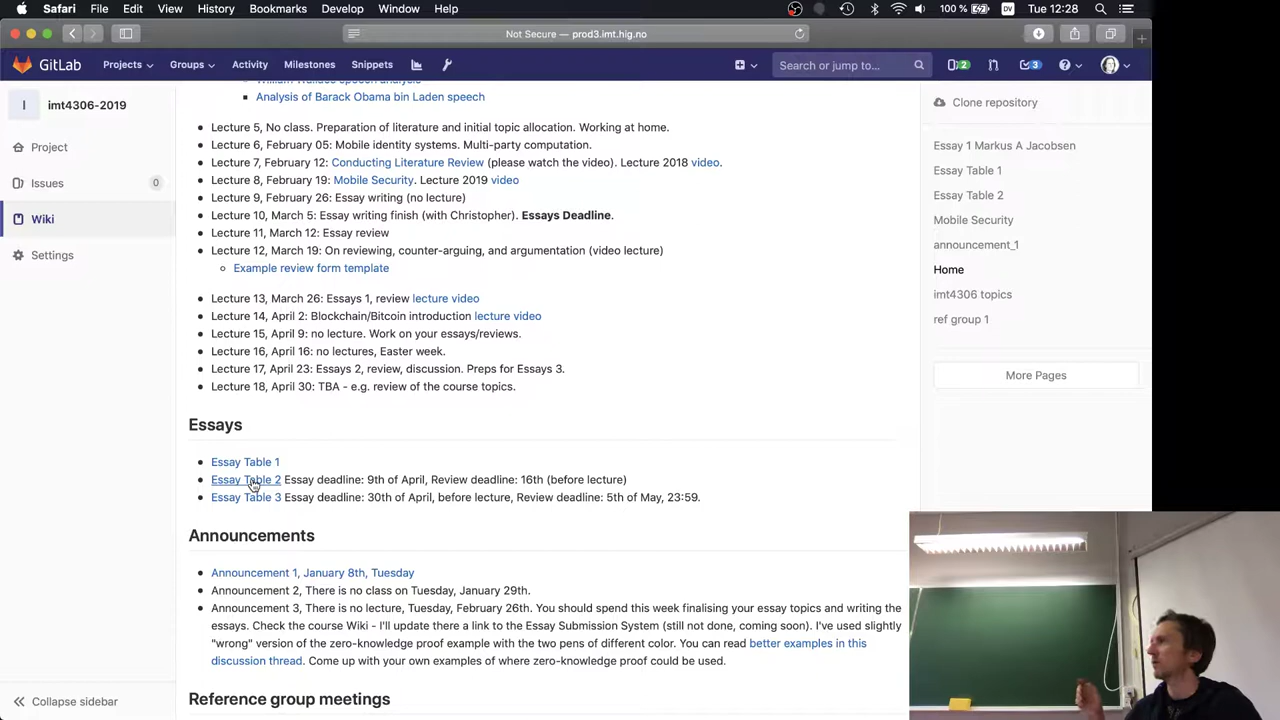 Safari File Edit View History Bookmarks Develop Window Help 100 % DV Tue 12:28
Not Secure — prod3.imt.hig.no
GitLab Projects Groups Activity Milestones Snippets Search or jump to... 2 3
I imt4306-2019
Project
Issues 0
Wiki
Settings
Collapse sidebar
William Wallace speech analysis
Analysis of Barack Obama bin Laden speech
Lecture 5, No class. Preparation of literature and initial topic allocation. Working at home.
Lecture 6, February 05: Mobile identity systems. Multi-party computation.
Lecture 7, February 12: Conducting Literature Review (please watch the video). Lecture 2018 video.
Lecture 8, February 19: Mobile Security. Lecture 2019 video
Lecture 9, February 26: Essay writing (no lecture)
Lecture 10, March 5: Essay writing finish (with Christopher). Essays Deadline.
Lecture 11, March 12: Essay review
Lecture 12, March 19: On reviewing, counter-arguing, and argumentation (video lecture)
Example review form template
Lecture 13, March 26: Essays 1, review lecture video
Lecture 14, April 2: Blockchain/Bitcoin introduction lecture video
Lecture 15, April 9: no lecture. Work on your essays/reviews.
Lecture 16, April 16: no lectures, Easter week.
Lecture 17, April 23: Essays 2, review, discussion. Preps for Essays 3.
Lecture 18, April 30: TBA - e.g. review of the course topics.
Essays
Essay Table 1
Essay Table 2 Essay deadline: 9th of April, Review deadline: 16th (before lecture)
Essay Table 3 Essay deadline: 30th of April, before lecture, Review deadline: 5th of May, 23:59.
Announcements
Announcement 1, January 8th, Tuesday
Announcement 2, There is no class on Tuesday, January 29th.
Announcement 3, There is no lecture, Tuesday, February 26th. You should spend this week finalising your essay topics and writing the
essays. Check the course Wiki - I'll update there a link to the Essay Submission System (still not done, coming soon). I've used slightly
"wrong" version of the zero-knowledge proof example with the two pens of different color. You can read better examples in this
discussion thread. Come up with your own examples of where zero-knowledge proof could be used.
Reference group meetings
Clone repository
Essay 1 Markus A Jacobsen
Essay Table 1
Essay Table 2
Mobile Security
announcement_1
Home
imt4306 topics
ref group 1
More Pages